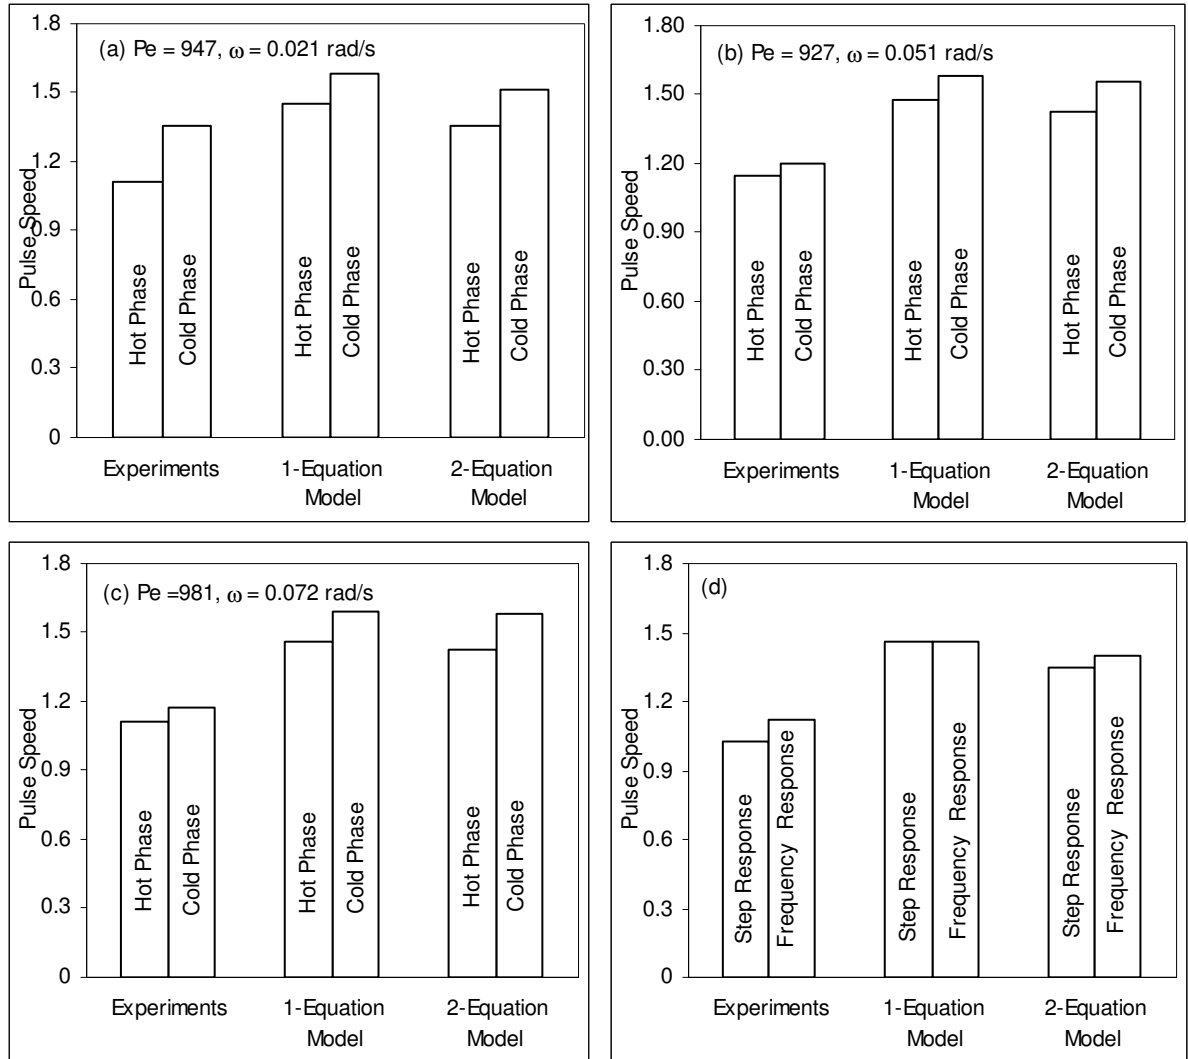 (a) Pe = 947, ω = 0.021 rad/s
Pulse Speed
1.8
1.5
1.2
0.9
0.6
0.3
0
Hot Phase
Cold Phase
Hot Phase
Cold Phase
Hot Phase
Cold Phase
Experiments
1-Equation
Model
2-Equation
Model
(b) Pe = 927, ω = 0.051 rad/s
Pulse Speed
1.80
1.50
1.20
0.90
0.60
0.30
0.00
Hot Phase
Cold Phase
Hot Phase
Cold Phase
Hot Phase
Cold Phase
Experiments
1-Equation
Model
2-Equation
Model
(c) Pe =981, ω = 0.072 rad/s
Pulse Speed
1.8
1.5
1.2
0.9
0.6
0.3
0
Hot Phase
Cold Phase
Hot Phase
Cold Phase
Hot Phase
Cold Phase
Experiments
1-Equation
Model
2-Equation
Model
(d)
Pulse Speed
1.8
1.5
1.2
0.9
0.6
0.3
0
Step Response
Frequency Response
Step Response
Frequency Response
Step Response
Frequency Response
Experiments
1-Equation
Model
2-Equation
Model